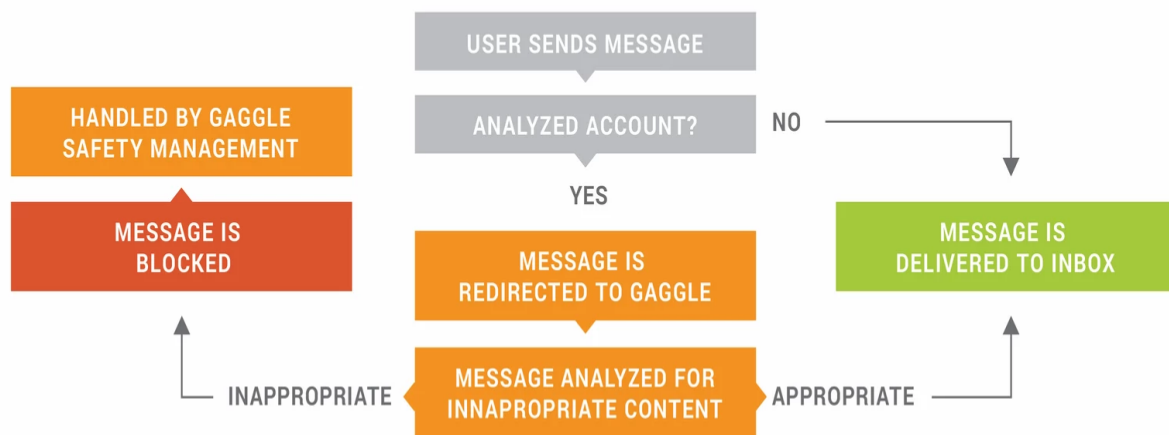 USER SENDS MESSAGE
ANALYZED ACCOUNT?
NO
YES
HANDLED BY GAGGLE
SAFETY MANAGEMENT
MESSAGE IS
BLOCKED
MESSAGE IS
REDIRECTED TO GAGGLE
MESSAGE IS
DELIVERED TO INBOX
INAPPROPRIATE
MESSAGE ANALYZED FOR
INNAPROPRIATE CONTENT
APPROPRIATE